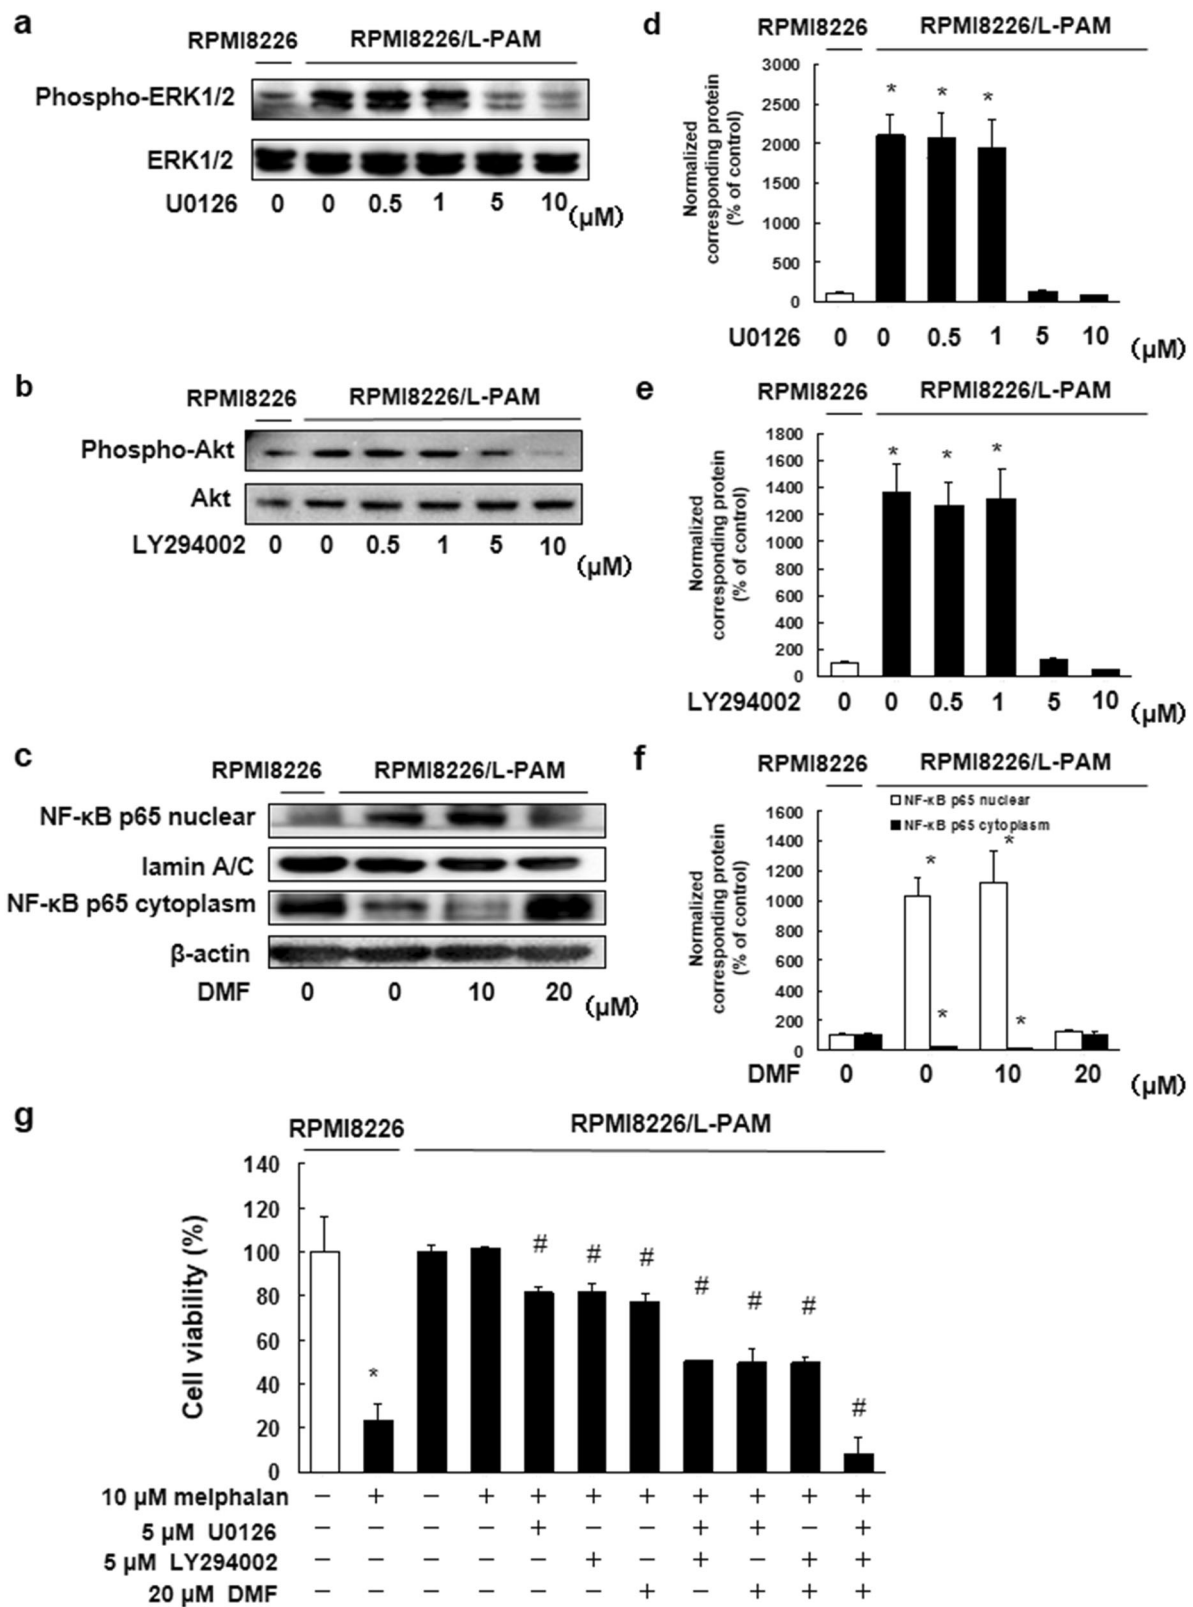 a
RPMI8226 RPMI8226/L-PAM
Phospho-ERK1/2
ERK1/2
U0126 0 0 0.5 1 5 10 (μM)
d
RPMI8226 RPMI8226/L-PAM
Normalized
corresponding protein
(% of control)
3000
2500
2000
1500
1000
500
0
* * *
U0126 0 0 0.5 1 5 10 (μM)
b
RPMI8226 RPMI8226/L-PAM
Phospho-Akt
Akt
LY294002 0 0 0.5 1 5 10 (μM)
e
RPMI8226 RPMI8226/L-PAM
Normalized
corresponding protein
(% of control)
1800
1600
1400
1200
1000
800
600
400
200
0
* * *
LY294002 0 0 0.5 1 5 10 (μM)
c
RPMI8226 RPMI8226/L-PAM
NF-κB p65 nuclear
lamin A/C
NF-κB p65 cytoplasm
β-actin
DMF 0 0 10 20 (μM)
f
RPMI8226 RPMI8226/L-PAM
NF-κB p65 nuclear
NF-κB p65 cytoplasm
Normalized
corresponding protein
(% of control)
1600
1400
1200
1000
800
600
400
200
0
* * * *
DMF 0 0 10 20 (μM)
g
RPMI8226 RPMI8226/L-PAM
Cell viability (%)
140
120
100
80
60
40
20
0
* # # # # # # #
10 μM melphalan − + − + + + + + + + +
5 μM U0126 − − − − + − − + + − +
5 μM LY294002 − − − − − + − + − + +
20 μM DMF − − − − − − + − + + +